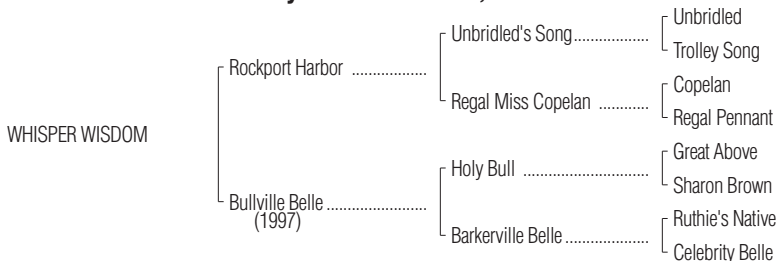 Unbridled
Unbridled's Song..................
Trolley Song
Rockport Harbor ..................
Copelan
Regal Miss Copelan ............
Regal Pennant
WHISPER WISDOM
Great Above
Holy Bull ..............................
Sharon Brown
Bullville Belle ........................
(1997)
Ruthie's Native
Barkerville Belle....................
Celebrity Belle